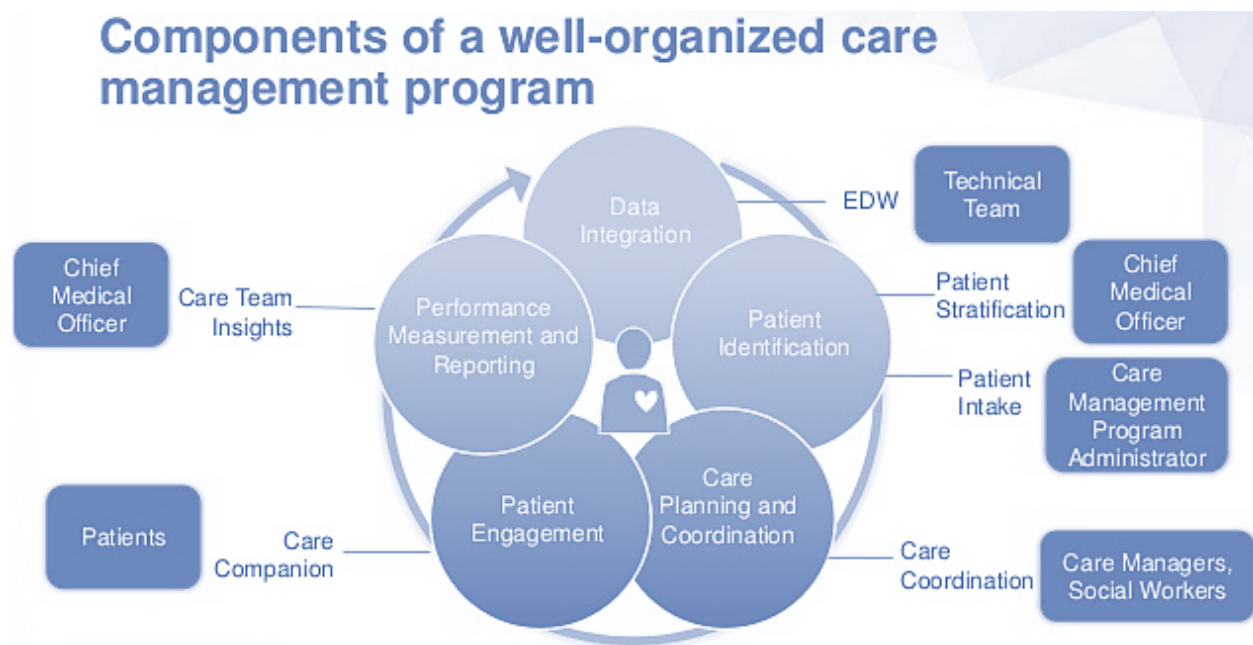 Components of a well-organized care
management program
Data
Integration
EDW
Technical
Team
Patient
Identification
Patient
Stratification
Chief
Medical
Officer
Patient
Intake
Care
Management
Program
Administrator
Care
Planning and
Coordination
Care
Coordination
Care Managers,
Social Workers
Patient
Engagement
Care
Companion
Patients
Performance
Measurement and
Reporting
Care Team
Insights
Chief
Medical
Officer